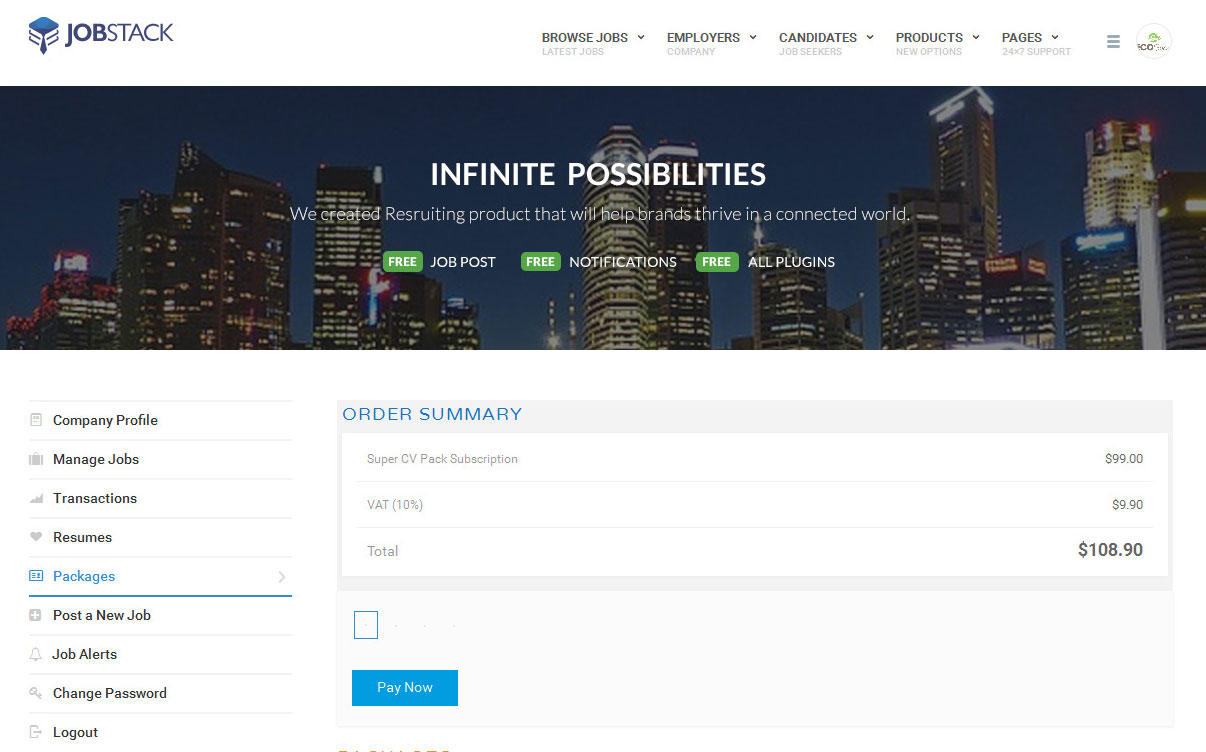 JOBSTACK
BROWSE JOBS
LATEST JOBS
EMPLOYERS
COMPANY
CANDIDATES
JOB SEEKERS
PRODUCTS
NEW OPTIONS
PAGES
24×7 SUPPORT
INFINITE POSSIBILITIES
We created Resruiting product that will help brands thrive in a connected world.
FREE JOB POST FREE NOTIFICATIONS FREE ALL PLUGINS
Company Profile
Manage Jobs
Transactions
Resumes
Packages
Post a New Job
Job Alerts
Change Password
Logout
ORDER SUMMARY
Super CV Pack Subscription $99.00
VAT (10%) $9.90
Total $108.90
Pay Now